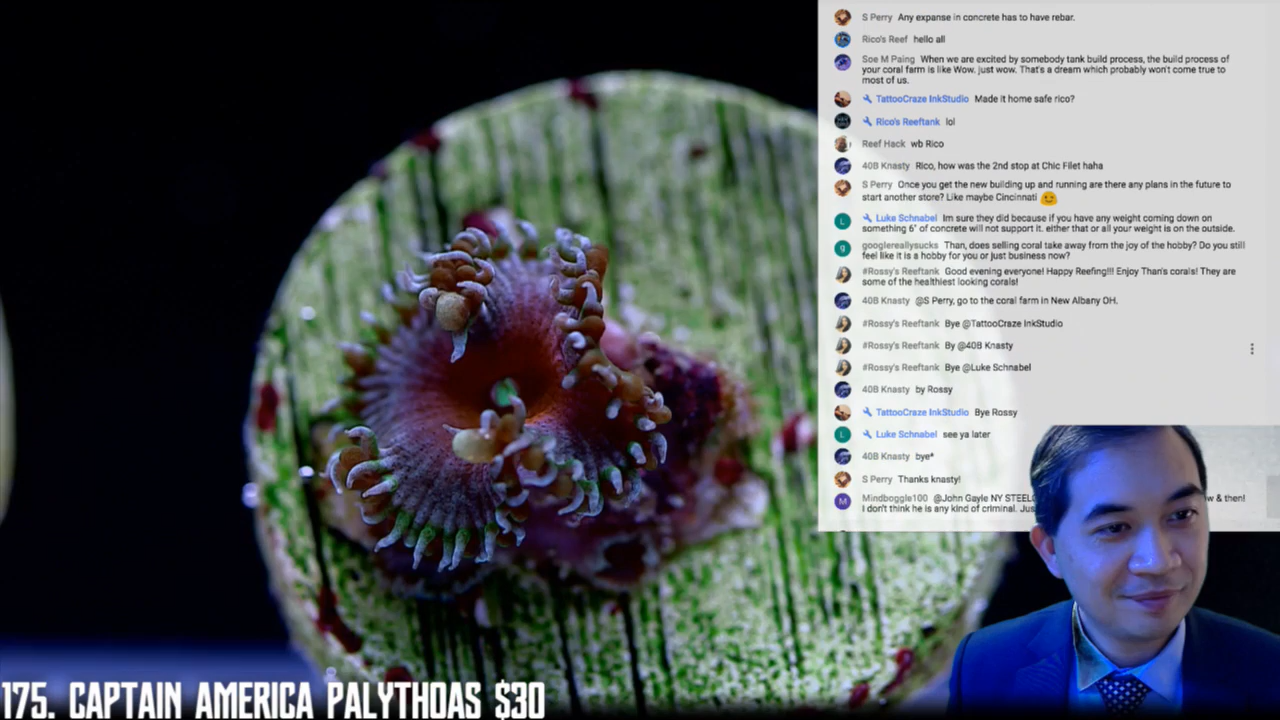 S Perry Any expanse in concrete has to have rebar.
Rico's Reef hello all
Soe M Paing When we are excited by somebody tank build process, the build process of
your coral farm is like Wow. just wow. That's a dream which probably won't come true to
most of us.
TattooCraze InkStudio Made it home safe rico?
Rico's Reeftank lol
Reef Hack wb Rico
40B Knasty Rico, how was the 2nd stop at Chic Filet haha
S Perry Once you get the new building up and running are there any plans in the future to
start another store? Like maybe Cincinnati
L Luke Schnabel Im sure they did because if you have any weight coming down on
something 6" of concrete will not support it. either that or all your weight is on the outside.
g googlereallysucks Than, does selling coral take away from the joy of the hobby? Do you still
feel like it is a hobby for you or just business now?
#Rossy's Reeftank Good evening everyone! Happy Reefing!!! Enjoy Than's corals! They are
some of the healthiest looking corals!
40B Knasty @S Perry, go to the coral farm in New Albany OH.
#Rossy's Reeftank Bye @TattooCraze InkStudio
#Rossy's Reeftank By @40B Knasty
#Rossy's Reeftank Bye @Luke Schnabel
40B Knasty by Rossy
TattooCraze InkStudio Bye Rossy
L Luke Schnabel see ya later
40B Knasty bye*
S Perry Thanks knasty!
M Mindboggle100 @John Gayle NY STEELO w & then!
I don't think he is any kind of criminal. Jus
175. CAPTAIN AMERICA PALYTHOAS $30